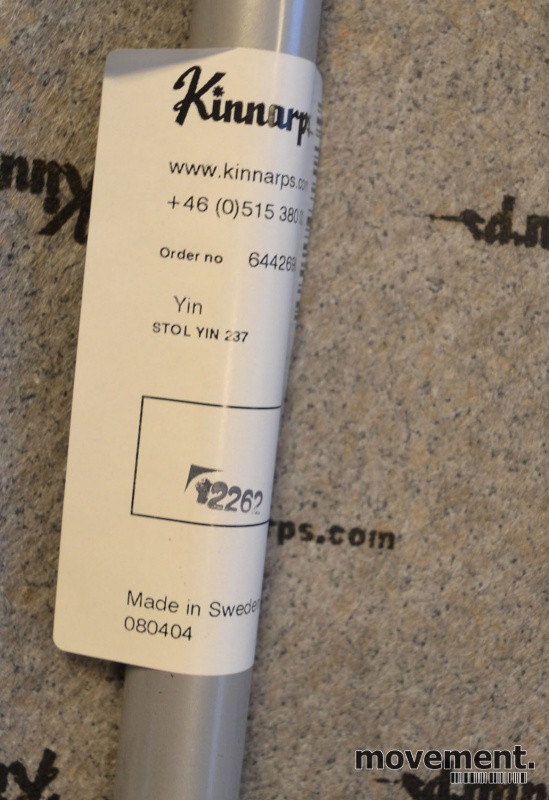 Kinnarps
www.kinnarps.com
+46 (0)515 380
Order no 644269
Yin
STOL YIN 237
2262
Made in Sweden
080404
rps.com
movement.